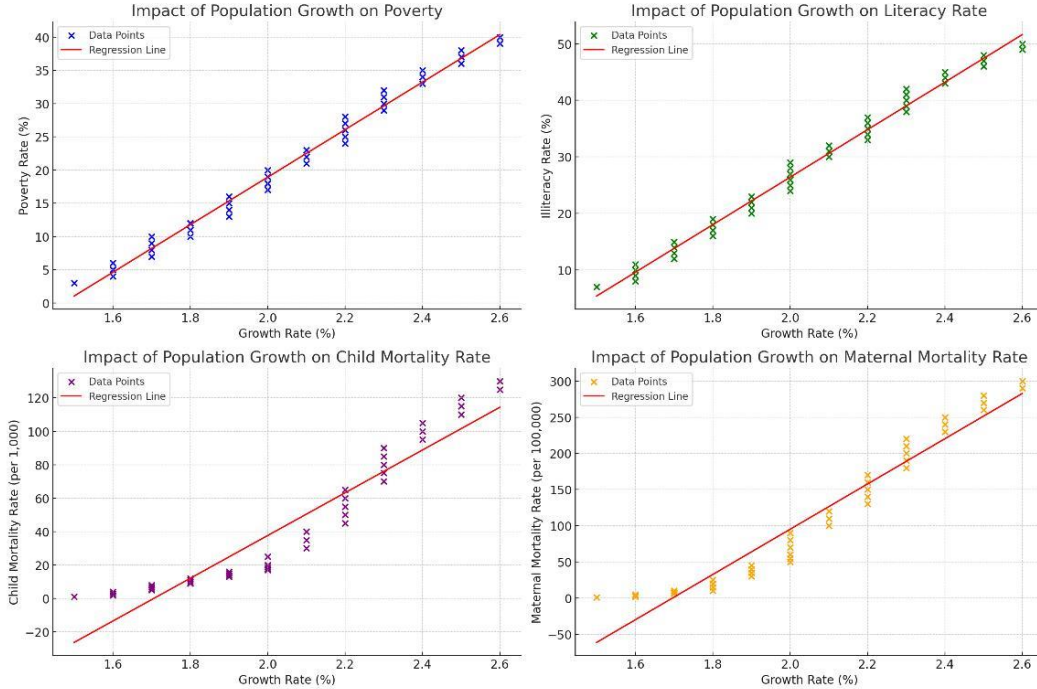 Impact of Population Growth on Poverty
Data Points
Regression Line
40
35
30
25
20
15
10
5
0
Poverty Rate (%)
1.6 1.8 2.0 2.2 2.4 2.6
Growth Rate (%)
Impact of Population Growth on Literacy Rate
Data Points
Regression Line
50
40
30
20
10
Illiteracy Rate (%)
1.6 1.8 2.0 2.2 2.4 2.6
Growth Rate (%)
Impact of Population Growth on Child Mortality Rate
Data Points
Regression Line
120
100
80
60
40
20
0
−20
Child Mortality Rate (per 1,000)
1.6 1.8 2.0 2.2 2.4 2.6
Growth Rate (%)
Impact of Population Growth on Maternal Mortality Rate
Data Points
Regression Line
300
250
200
150
100
50
0
−50
Maternal Mortality Rate (per 100,000)
1.6 1.8 2.0 2.2 2.4 2.6
Growth Rate (%)